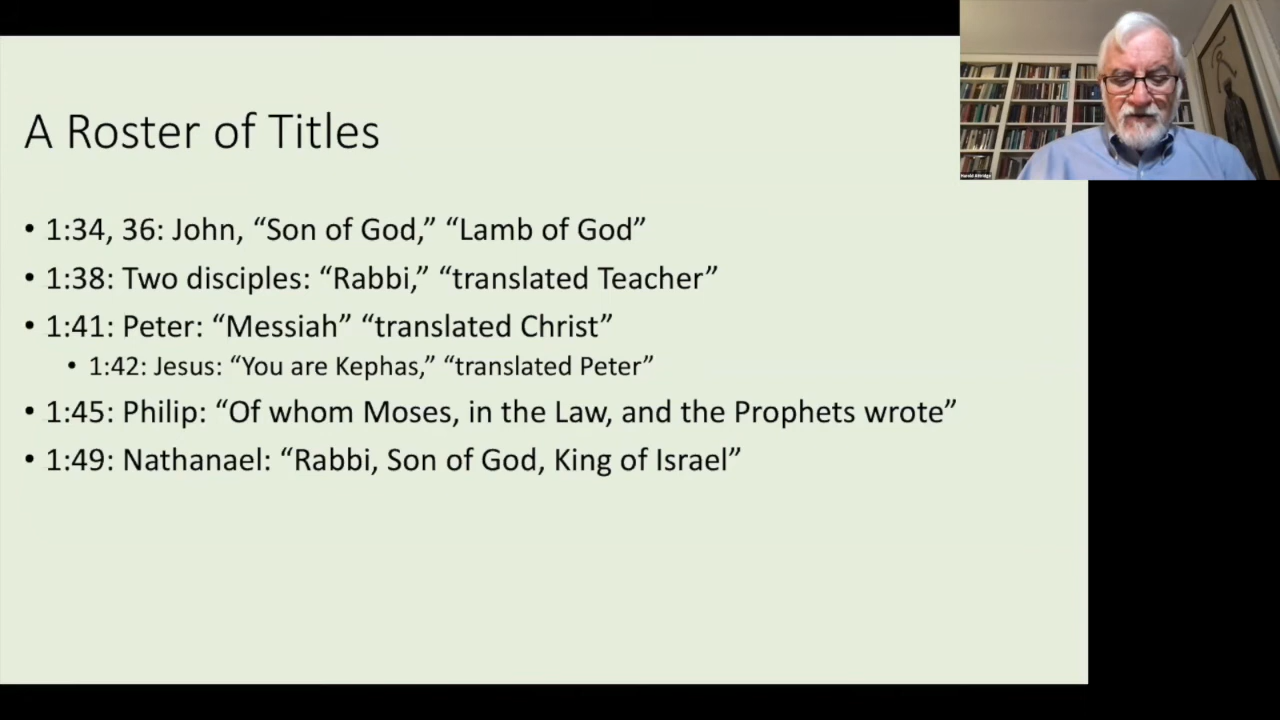 A Roster of Titles
• 1:34, 36: John, “Son of God,” “Lamb of God”
• 1:38: Two disciples: “Rabbi,” “translated Teacher”
• 1:41: Peter: “Messiah” “translated Christ”
• 1:42: Jesus: “You are Kephas,” “translated Peter”
• 1:45: Philip: “Of whom Moses, in the Law, and the Prophets wrote”
• 1:49: Nathanael: “Rabbi, Son of God, King of Israel”
Harold Attridge